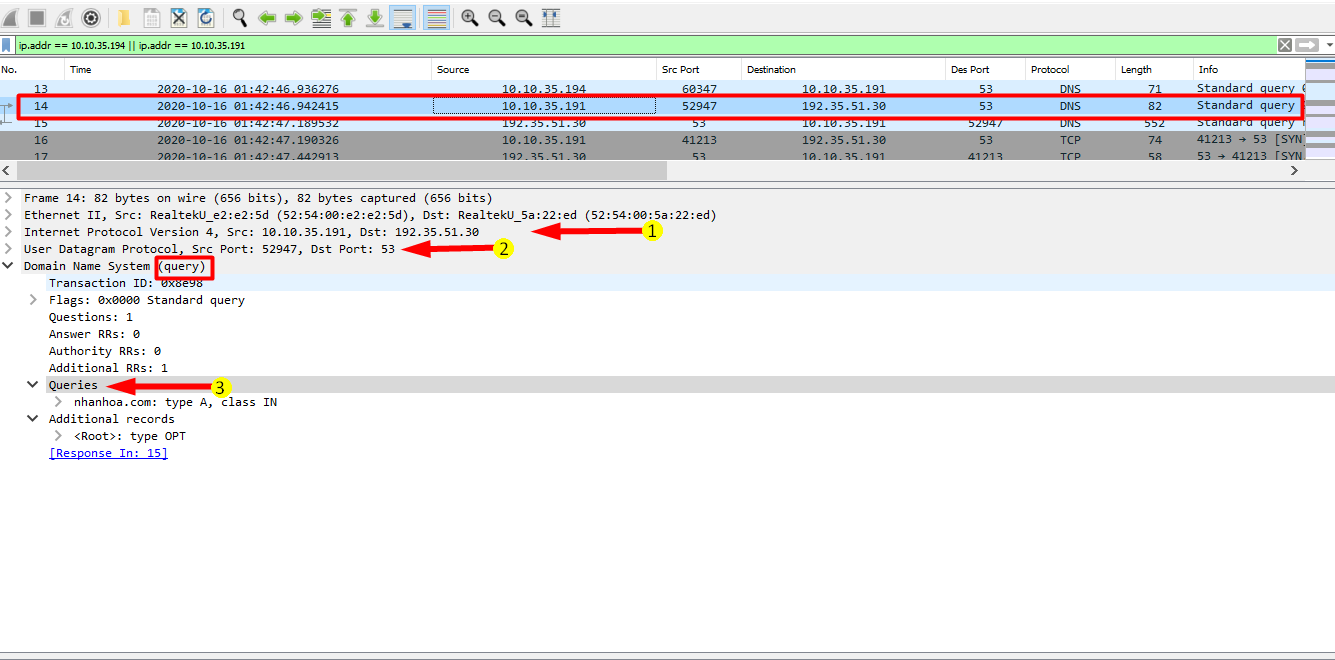 ip.addr == 10.10.35.194 || ip.addr == 10.10.35.191
No. Time Source Src Port Destination Des Port Protocol Length Info
13 2020-10-16 01:42:46.936276 10.10.35.194 60347 10.10.35.191 53 DNS 71 Standard query
14 2020-10-16 01:42:46.942415 10.10.35.191 52947 192.35.51.30 53 DNS 82 Standard query
15 2020-10-16 01:42:47.189532 192.35.51.30 53 10.10.35.191 52947 DNS 552 Standard query
16 2020-10-16 01:42:47.190326 10.10.35.191 41213 192.35.51.30 53 TCP 74 41213 → 53 [SYN]
17 2020-10-16 01:42:47.442913 192.35.51.30 53 10.10.35.191 41213 TCP 58 53 → 41213 [SYN
Frame 14: 82 bytes on wire (656 bits), 82 bytes captured (656 bits)
Ethernet II, Src: RealtekU_e2:e2:5d (52:54:00:e2:e2:5d), Dst: RealtekU_5a:22:ed (52:54:00:5a:22:ed)
Internet Protocol Version 4, Src: 10.10.35.191, Dst: 192.35.51.30 1
User Datagram Protocol, Src Port: 52947, Dst Port: 53 2
Domain Name System (query)
Transaction ID: 0x8e98
Flags: 0x0000 Standard query
Questions: 1
Answer RRs: 0
Authority RRs: 0
Additional RRs: 1
Queries 3
nhanhoa.com: type A, class IN
Additional records
<Root>: type OPT
[Response In: 15]